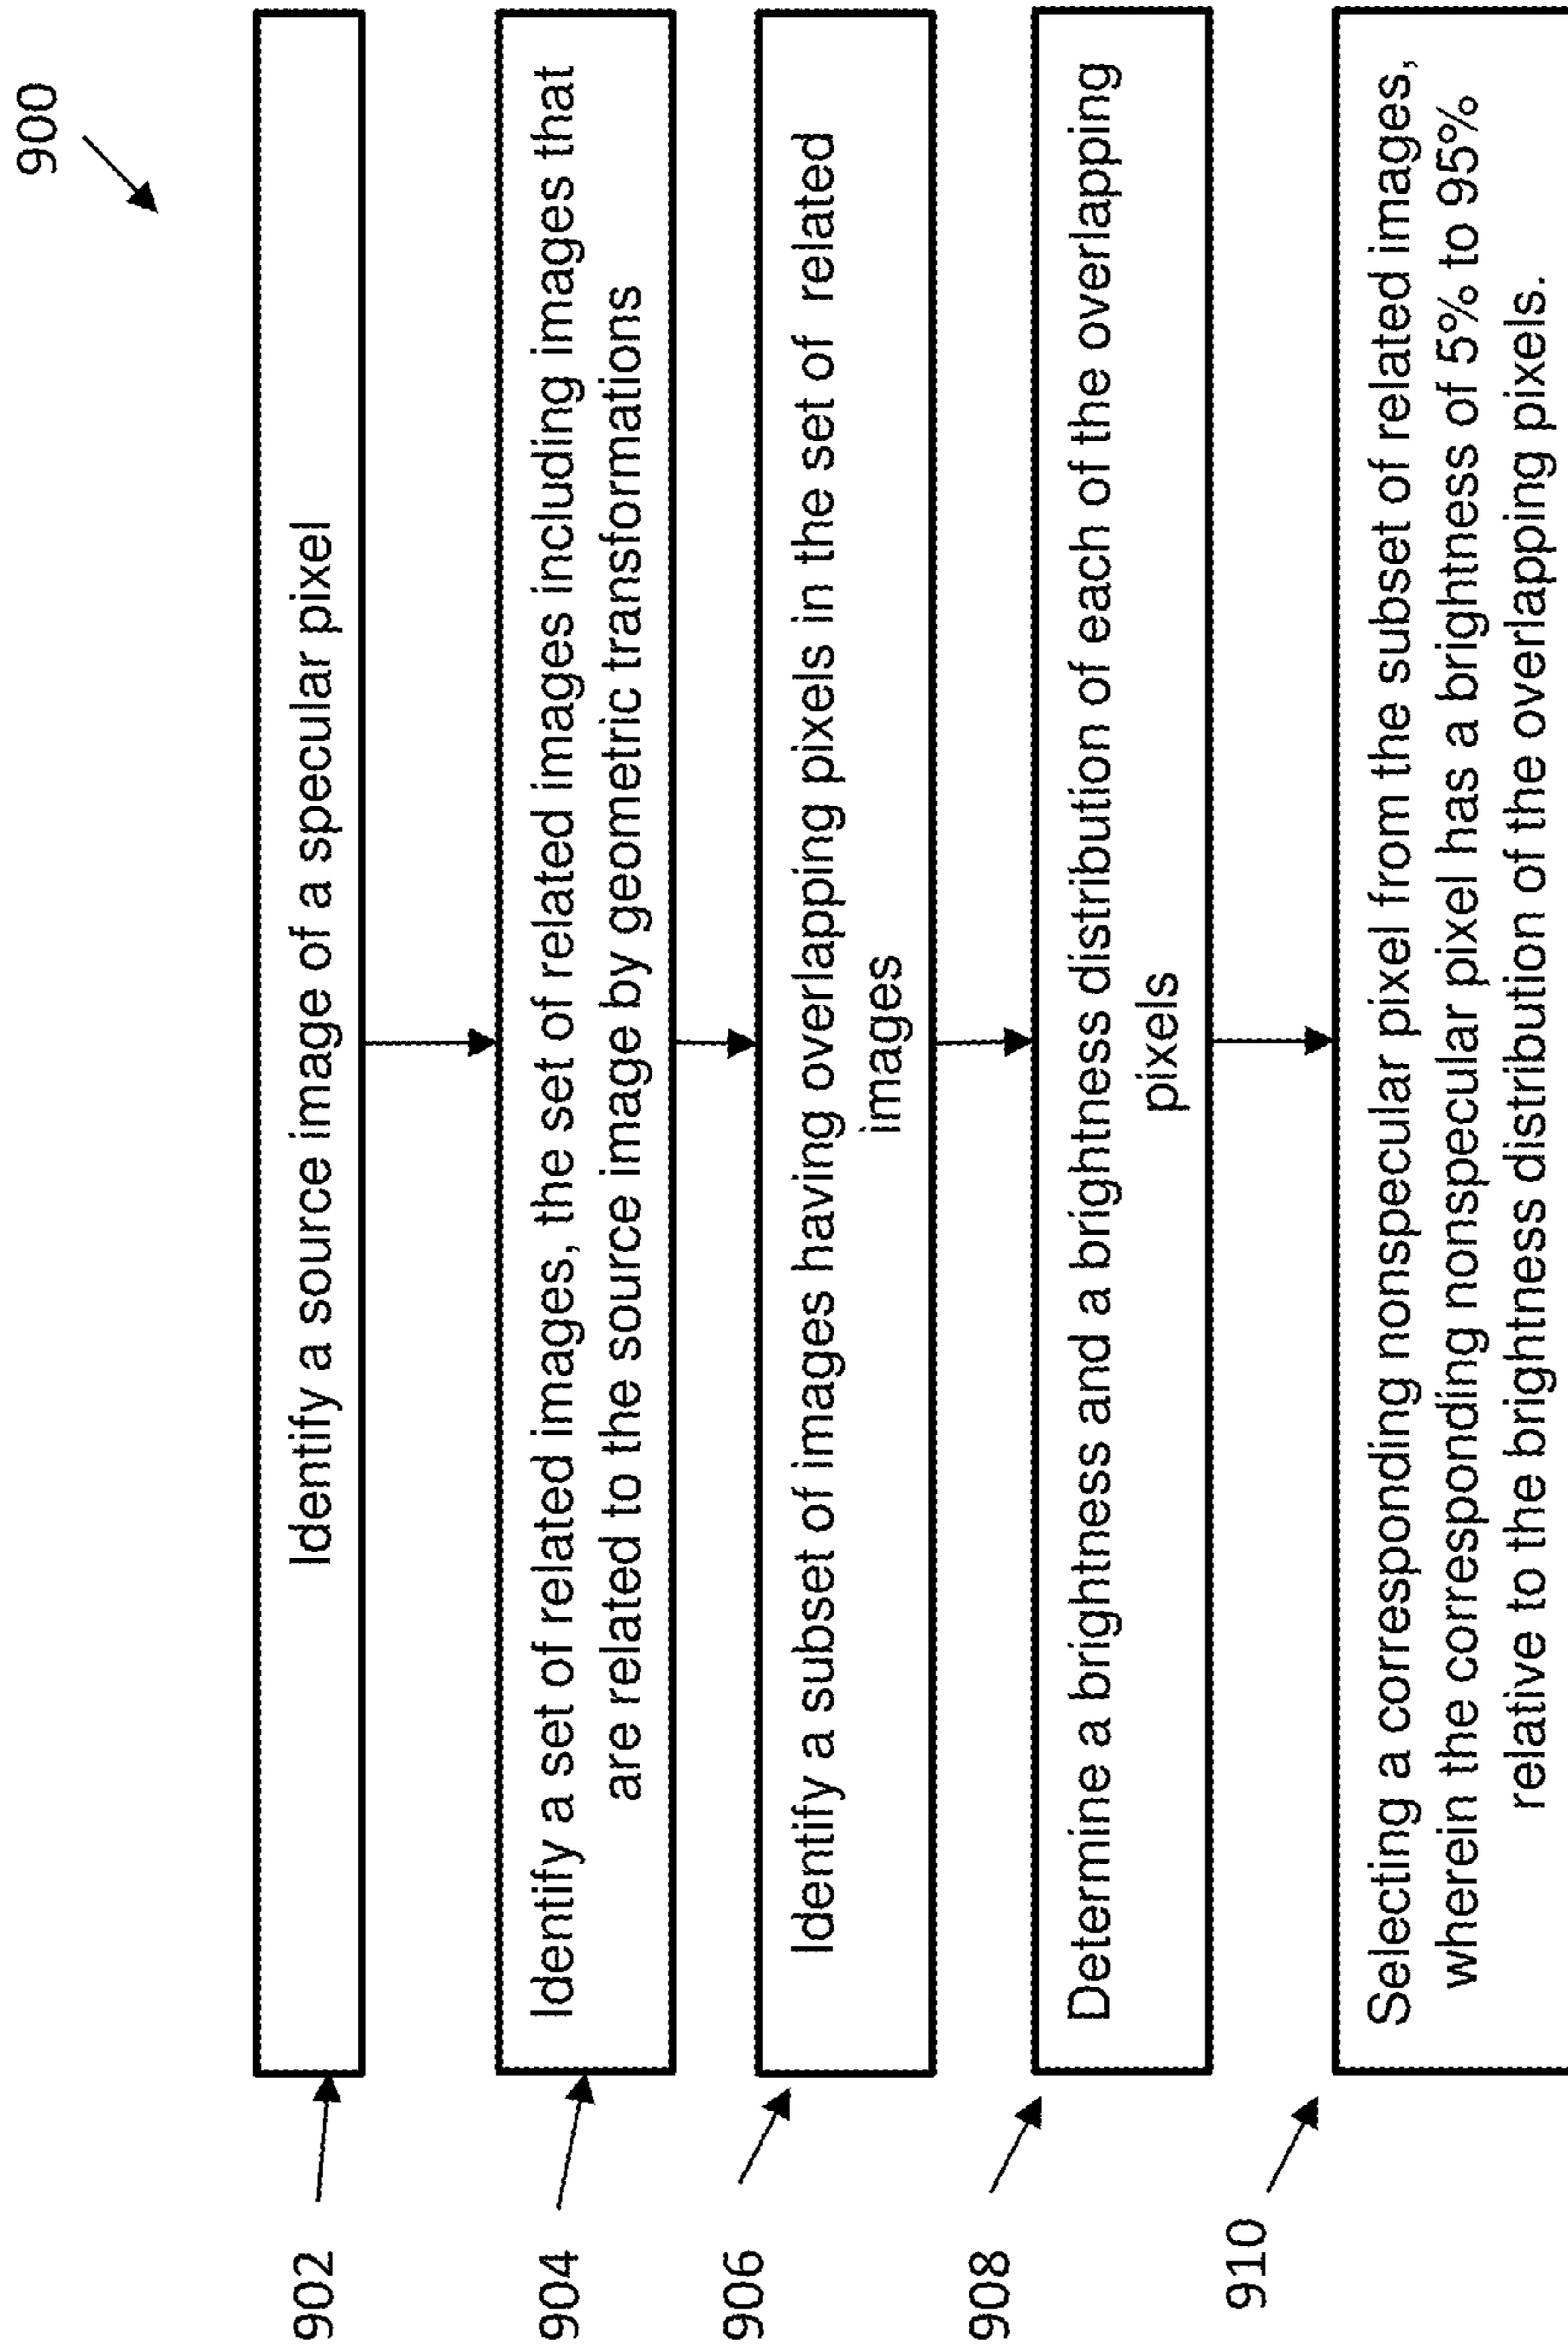 900
902
Identify a source image of a specular pixel
904
Identify a set of related images, the set of related images including images that
are related to the source image by geometric transformations
906
Identify a subset of images having overlapping pixels in the set of related
images
908
Determine a brightness and a brightness distribution of each of the overlapping
pixels
910
Selecting a corresponding nonspecular pixel from the subset of related images,
wherein the corresponding nonspecular pixel has a brightness of 5% to 95%
relative to the brightness distribution of the overlapping pixels.